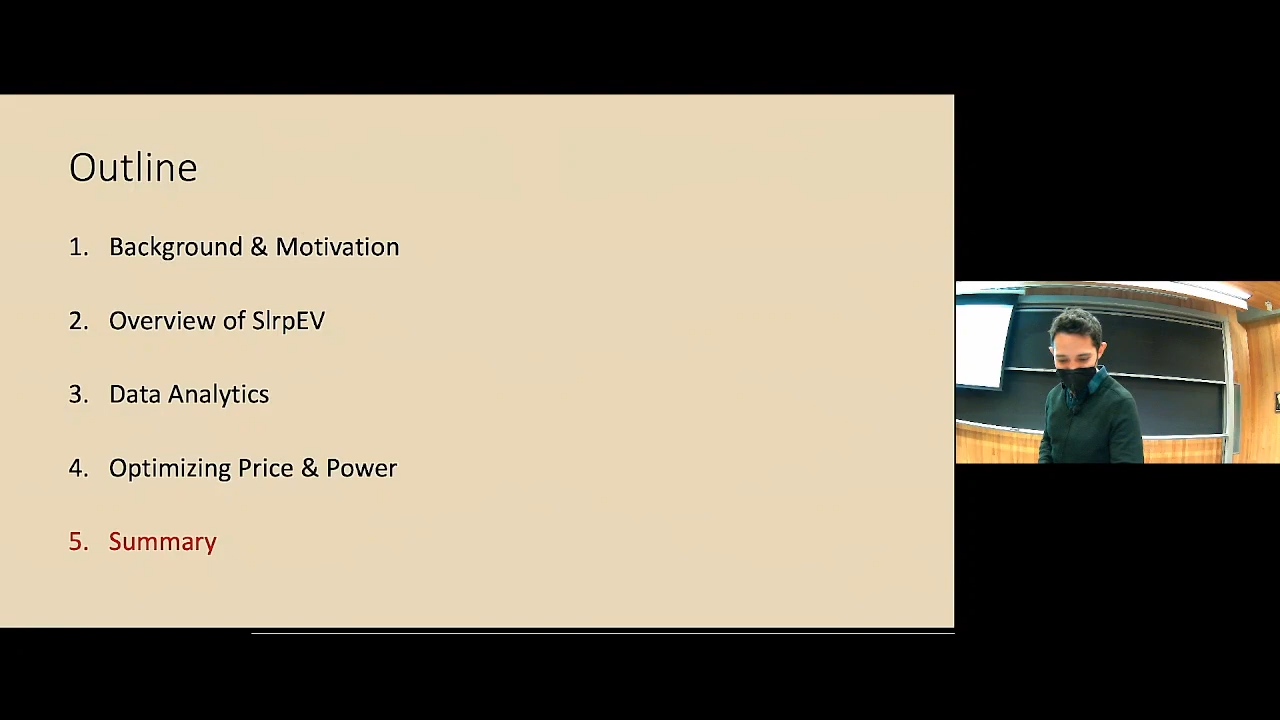 Outline
1. Background & Motivation
2. Overview of SlrpEV
3. Data Analytics
4. Optimizing Price & Power
5. Summary